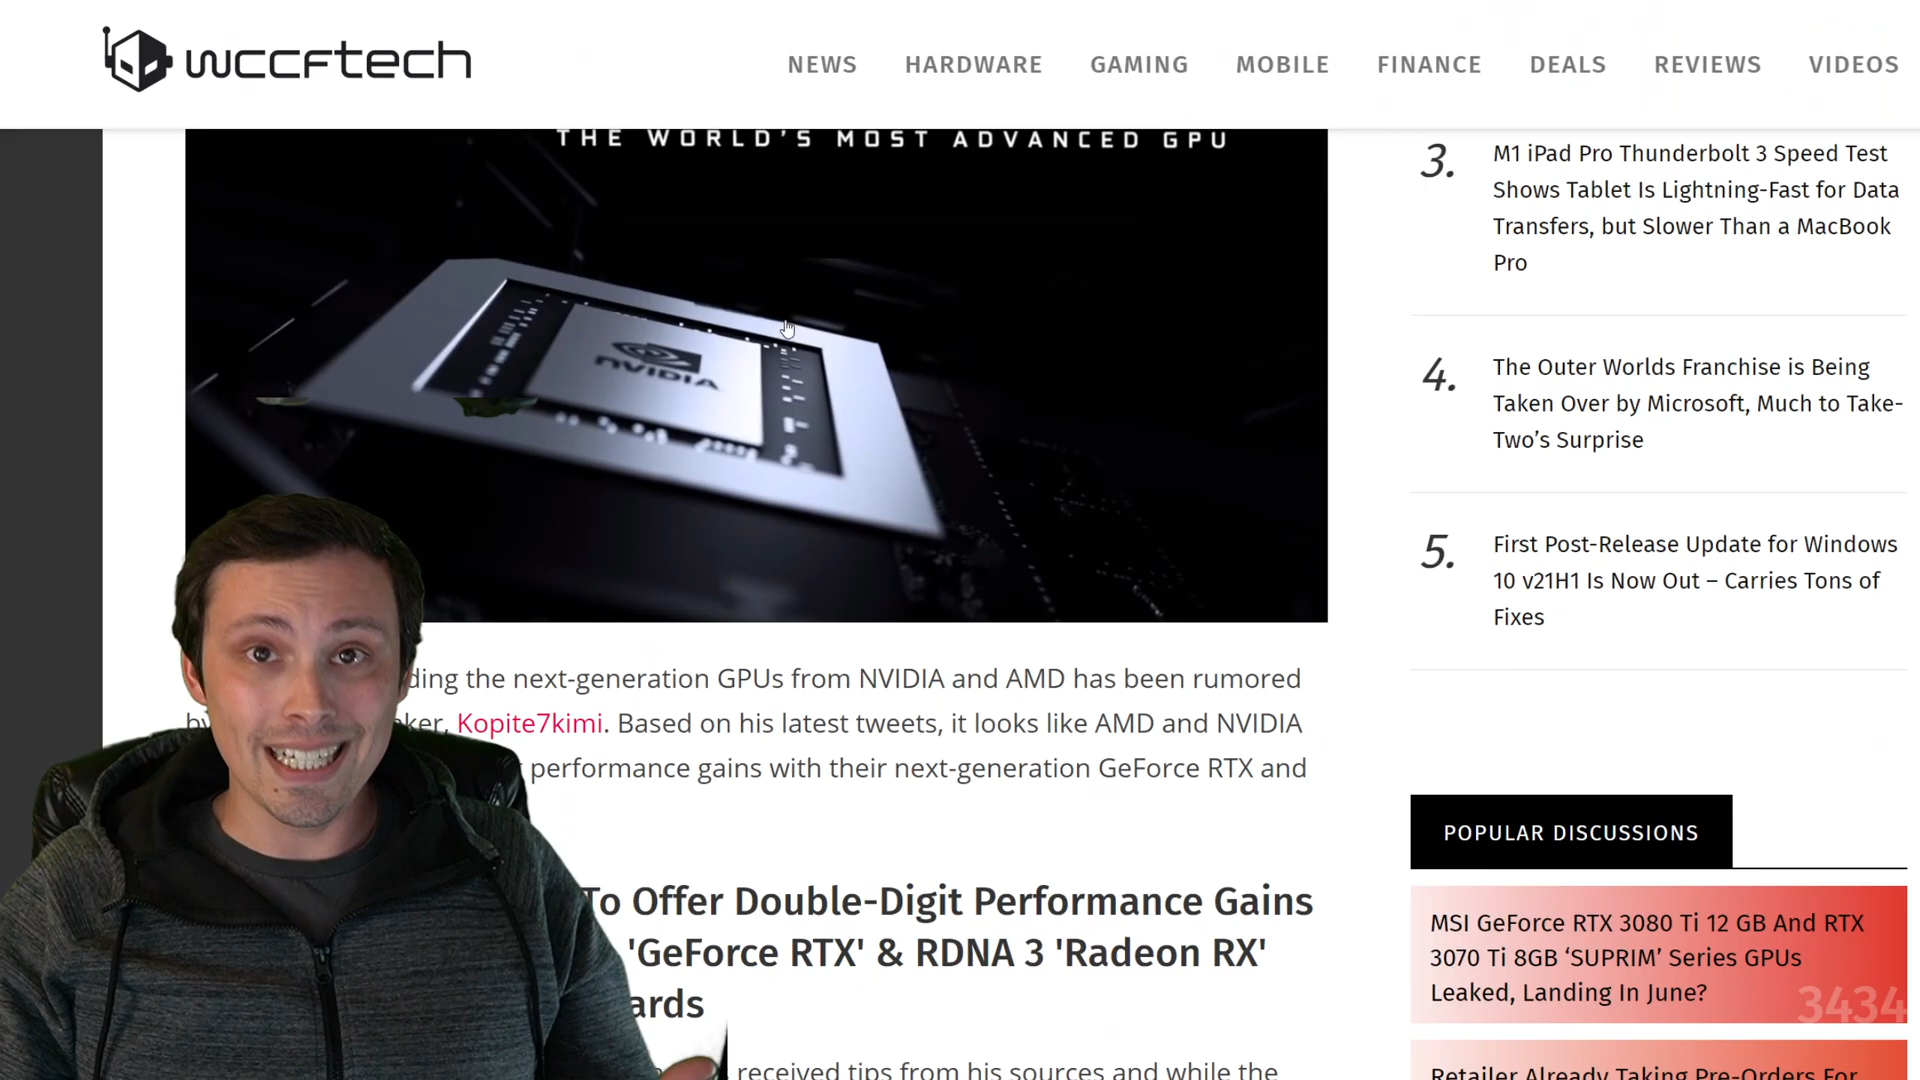 wccftech
NEWS HARDWARE GAMING MOBILE FINANCE DEALS REVIEWS VIDEOS
THE WORLD'S MOST ADVANCED GPU
NVIDIA
ding the next-generation GPUs from NVIDIA and AMD has been rumored
by ker, Kopite7kimi. Based on his latest tweets, it looks like AMD and NVIDIA
performance gains with their next-generation GeForce RTX and
To Offer Double-Digit Performance Gains
'GeForce RTX' & RDNA 3 'Radeon RX'
ards
received tips from his sources and while the
3.
M1 iPad Pro Thunderbolt 3 Speed Test
Shows Tablet Is Lightning-Fast for Data
Transfers, but Slower Than a MacBook
Pro
4.
The Outer Worlds Franchise is Being
Taken Over by Microsoft, Much to Take-
Two’s Surprise
5.
First Post-Release Update for Windows
10 v21H1 Is Now Out – Carries Tons of
Fixes
POPULAR DISCUSSIONS
MSI GeForce RTX 3080 Ti 12 GB And RTX
3070 Ti 8GB ‘SUPRIM’ Series GPUs
Leaked, Landing In June?
3434
Retailer Already Taking Pre-Orders For